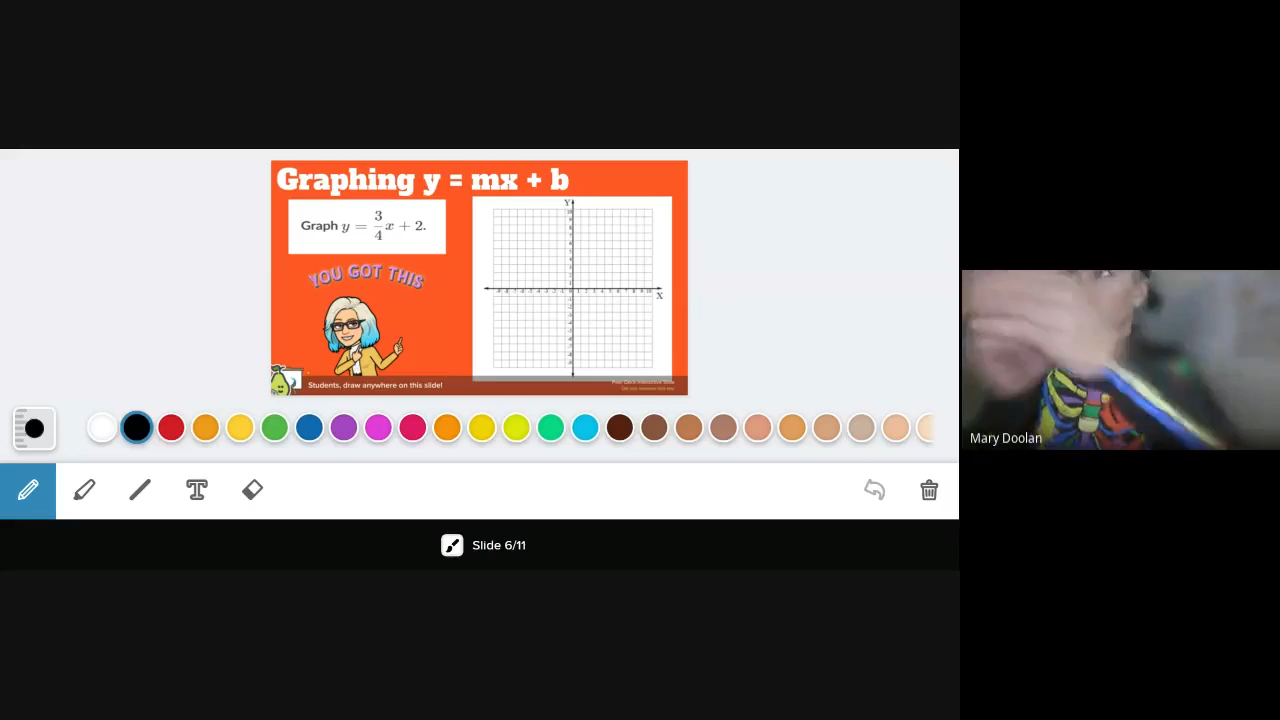 Graphing y = mx + b
Graph y = 3/4 x + 2.
YOU GOT THIS
Y
X
Students, draw anywhere on this slide!
Slide 6/11
Mary Doolan